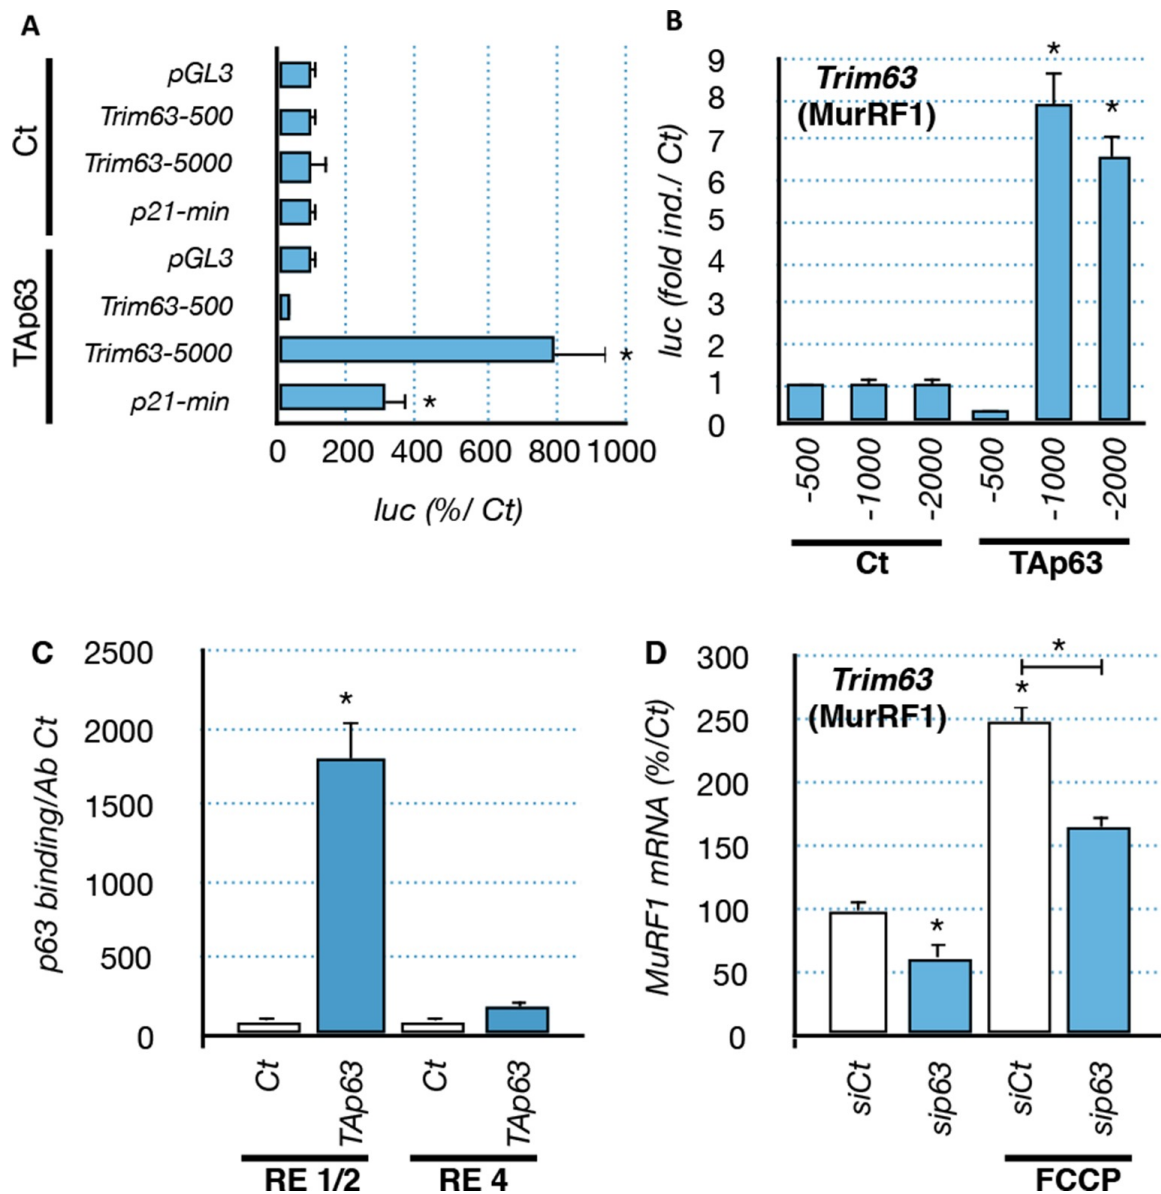 A
Ct
TAp63
pGL3
Trim63-500
Trim63-5000
p21-min
pGL3
Trim63-500
Trim63-5000
p21-min
*
*
0 200 400 600 800 1000
luc (%/ Ct)
B
luc (fold ind./ Ct)
9
8
7
6
5
4
3
2
1
0
Trim63
(MurRF1)
*
*
-500 -1000 -2000 -500 -1000 -2000
Ct TAp63
C
p63 binding/Ab Ct
2500
2000
1500
1000
500
0
*
Ct TAp63 Ct TAp63
RE 1/2 RE 4
D
MuRF1 mRNA (%/Ct)
300
250
200
150
100
50
0
Trim63
(MurRF1)
*
*
*
siCt sip63 siCt sip63
FCCP